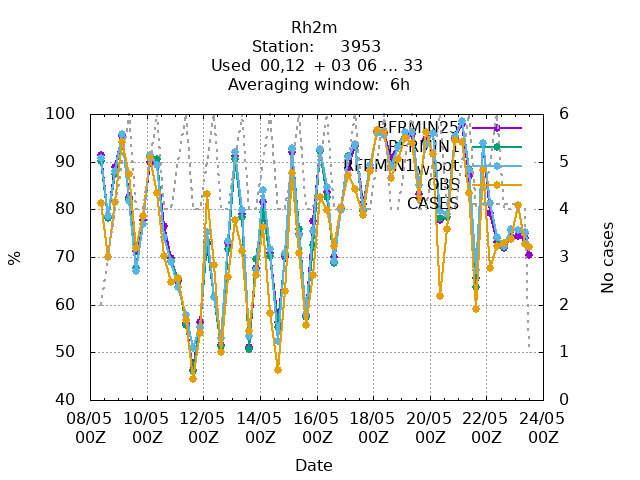 Rh2m
Station: 3953
Used 00,12 + 03 06 ... 33
Averaging window: 6h
100
90
80
70
60
50
40
%
6
5
4
3
2
1
0
No cases
RFPMIN25
RFPMIN1
RFPMIN1wopt
OBS
CASES
08/05 10/05 12/05 14/05 16/05 18/05 20/05 22/05 24/05
00Z 00Z 00Z 00Z 00Z 00Z 00Z 00Z 00Z
Date